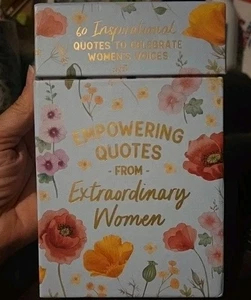 60 Inspirational
QUOTES TO CELEBRATE
WOMEN'S VOICES
EMPOWERING
QUOTES
- FROM -
Extraordinary
Women